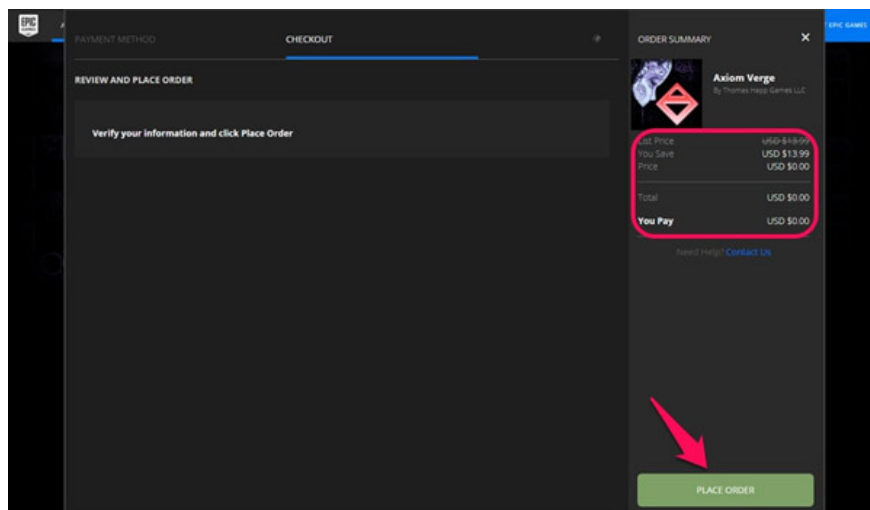 EPIC
GAMES
PAYMENT METHOD
CHECKOUT
REVIEW AND PLACE ORDER
Verify your information and click Place Order
ORDER SUMMARY
Axiom Verge
By Thomas Happ Games LLC
List Price USD $13.99
You Save USD $13.99
Price USD $0.00
Total USD $0.00
You Pay USD $0.00
Need Help? Contact Us
PLACE ORDER
EPIC GAMES